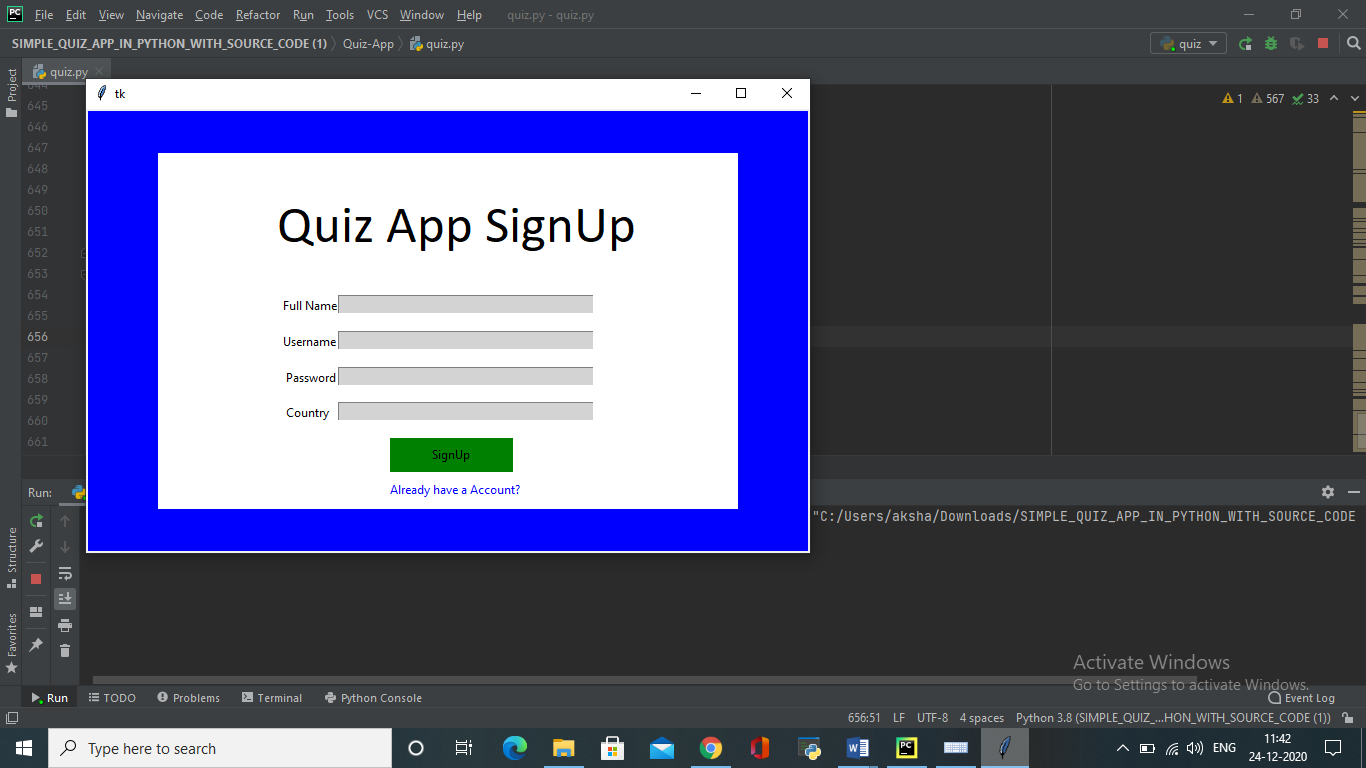 File Edit View Navigate Code Refactor Run Tools VCS Window Help quiz.py - quiz.py
SIMPLE_QUIZ_APP_IN_PYTHON_WITH_SOURCE_CODE (1) Quiz-App quiz.py quiz
Project
quiz.py
tk
1 567 33
644
645
646
647
648
649
650
651
652
653
654
655
656
657
658
659
660
661
Quiz App SignUp
Full Name
Username
Password
Country
SignUp
Already have a Account?
Run:
"C:/Users/aksha/Downloads/SIMPLE_QUIZ_APP_IN_PYTHON_WITH_SOURCE_CODE
Structure
Favorites
Activate Windows
Go to Settings to activate Windows.
Run TODO Problems Terminal Python Console Event Log
656:51 LF UTF-8 4 spaces Python 3.8 (SIMPLE_QUIZ_...HON_WITH_SOURCE_CODE (1))
Type here to search
ENG
11:42
24-12-2020